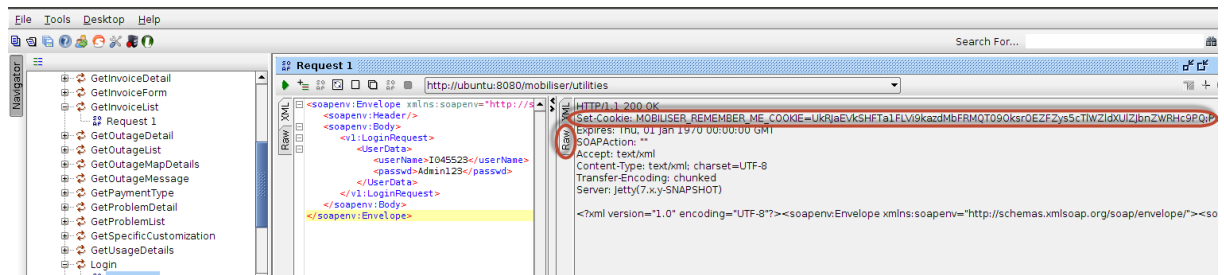 File Tools Desktop Help
Search For...
Navigator
GetInvoiceDetail
GetInvoiceForm
GetInvoiceList
Request 1
GetOutageDetail
GetOutageList
GetOutageMapDetails
GetOutageMessage
GetPaymentType
GetProblemDetail
GetProblemList
GetSpecificCustomization
GetUsageDetails
Login
SO AP Request 1
http://ubuntu:8080/mobiliser/utilities
XML
Raw
<soapenv:Envelope xmlns:soapenv="http://s
<soapenv:Header/>
<soapenv:Body>
<v1:LoginRequest>
<UserData>
<userName>I045523</userName>
<passwd>Admin123</passwd>
</UserData>
</v1:LoginRequest>
</soapenv:Body>
</soapenv:Envelope>
XML
Raw
HTTP/1.1 200 OK
Set-Cookie: MOBILISER_REMEMBER_ME_COOKIE=
Expires: Thu, 01 Jan 1970 00:00:00 GMT
SOAPAction: ""
Accept: text/xml
Content-Type: text/xml; charset=UTF-8
Transfer-Encoding: chunked
Server: Jetty(7.x.y-SNAPSHOT)
<?xml version="1.0" encoding="UTF-8"?><soapenv:Envelope xmlns:soapenv="http://schemas.xmlsoap.org/soap/envelope/"><so